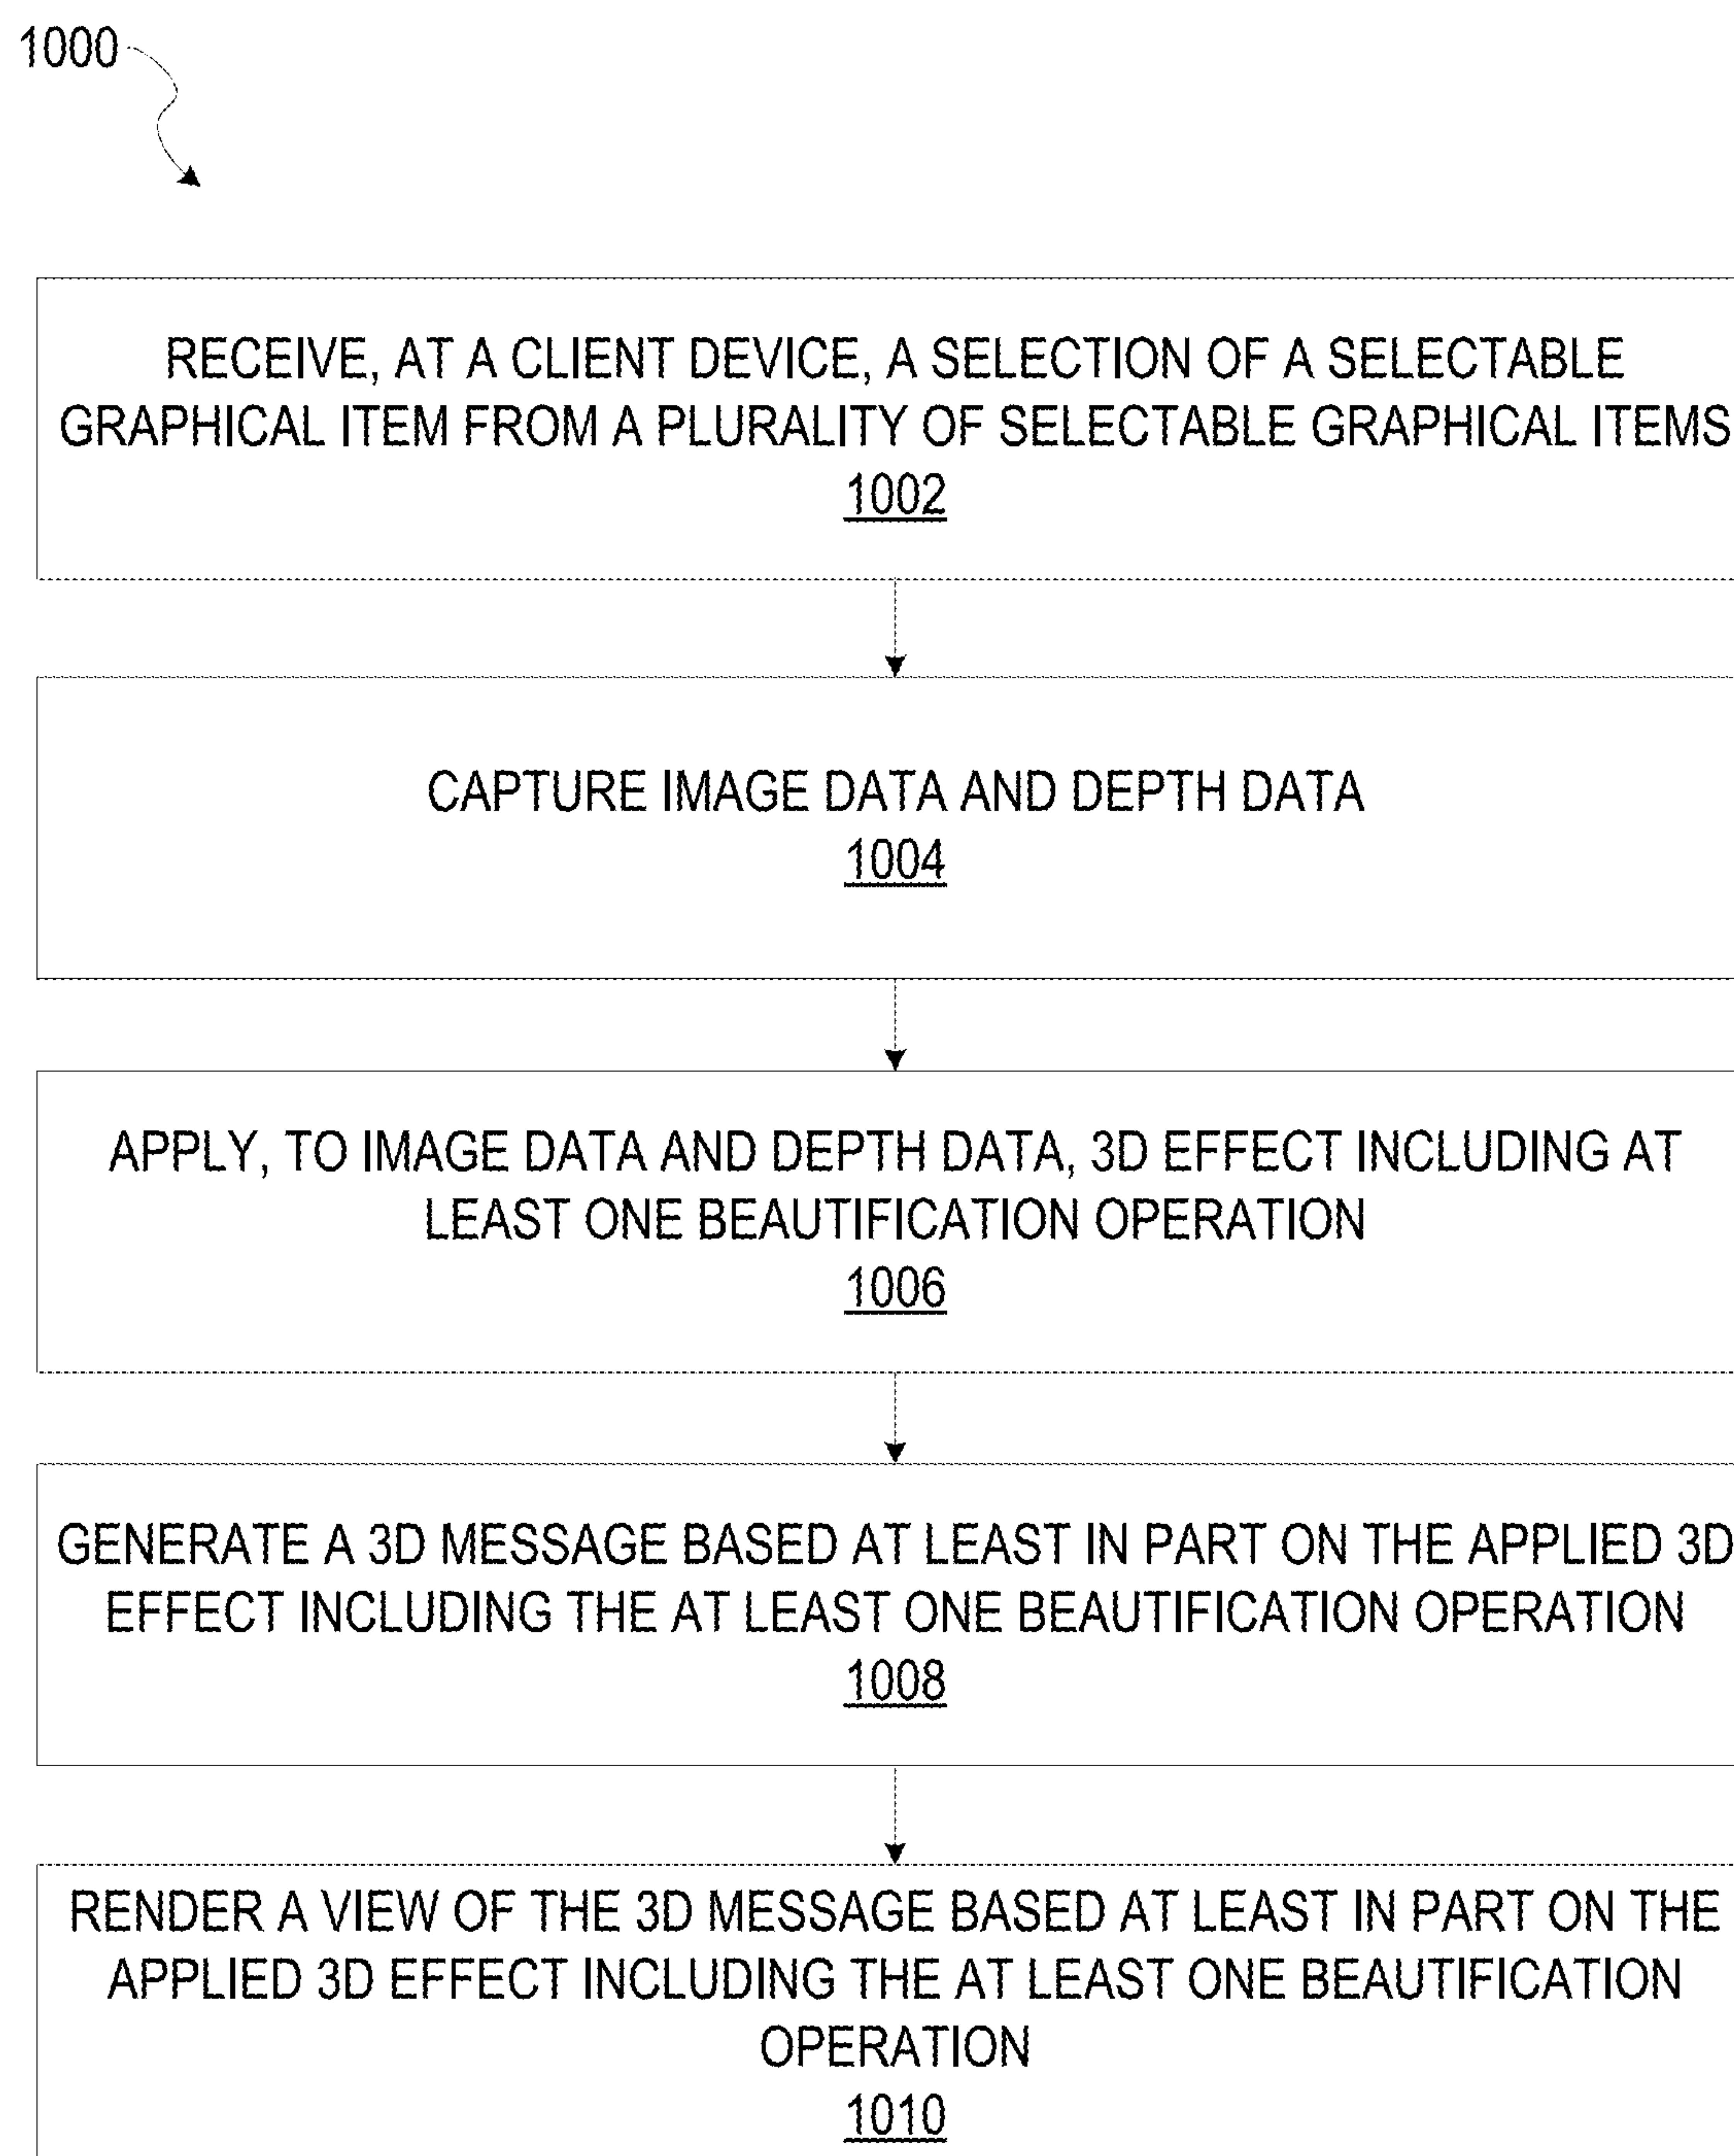 1000
RECEIVE, AT A CLIENT DEVICE, A SELECTION OF A SELECTABLE
GRAPHICAL ITEM FROM A PLURALITY OF SELECTABLE GRAPHICAL ITEMS
1002
CAPTURE IMAGE DATA AND DEPTH DATA
1004
APPLY, TO IMAGE DATA AND DEPTH DATA, 3D EFFECT INCLUDING AT
LEAST ONE BEAUTIFICATION OPERATION
1006
GENERATE A 3D MESSAGE BASED AT LEAST IN PART ON THE APPLIED 3D
EFFECT INCLUDING THE AT LEAST ONE BEAUTIFICATION OPERATION
1008
RENDER A VIEW OF THE 3D MESSAGE BASED AT LEAST IN PART ON THE
APPLIED 3D EFFECT INCLUDING THE AT LEAST ONE BEAUTIFICATION
OPERATION
1010